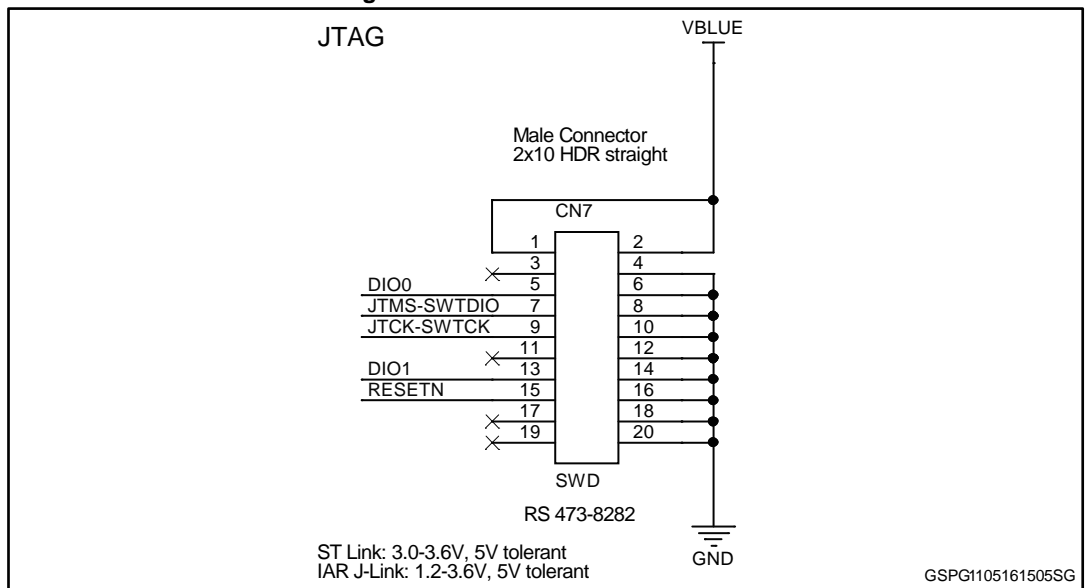 JTAG
VBLUE
Male Connector
2x10 HDR straight
CN7
1 2
3 4
DIO0 5 6
JTMS-SWTDIO 7 8
JTCK-SWTCK 9 10
11 12
DIO1 13 14
RESETN 15 16
17 18
19 20
SWD
RS 473-8282
GND
ST Link: 3.0-3.6V, 5V tolerant
IAR J-Link: 1.2-3.6V, 5V tolerant
GSPG1105161505SG